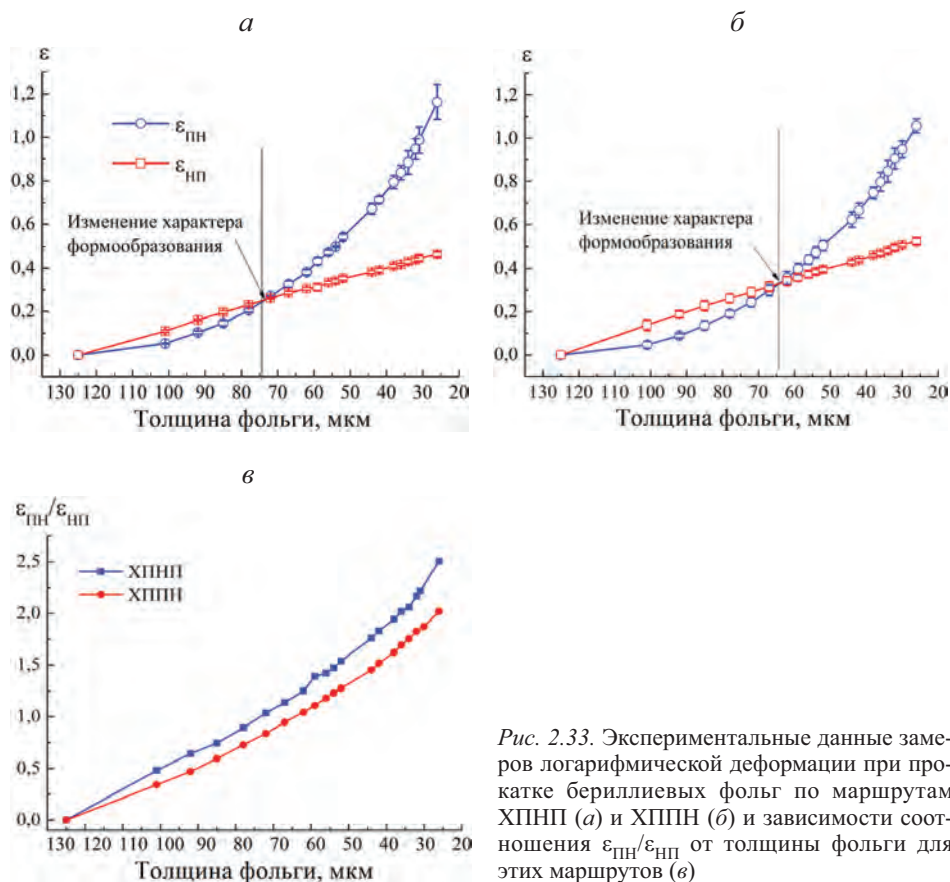 а
ε
1,2
1,0
0,8
0,6
0,4
0,2
0,0
ε_ПН
ε_НП
Изменение характера
формообразования
130 120 110 100 90 80 70 60 50 40 30 20
Толщина фольги, мкм
б
ε
1,2
1,0
0,8
0,6
0,4
0,2
0,0
Изменение характера
формообразования
130 120 110 100 90 80 70 60 50 40 30 20
Толщина фольги, мкм
в
ε_ПН/ε_НП
2,5
2,0
1,5
1,0
0,5
0,0
ХПНП
ХППН
130 120 110 100 90 80 70 60 50 40 30 20
Толщина фольги, мкм
Рис. 2.33. Экспериментальные данные заме-
ров логарифмической деформации при про-
катке бериллиевых фольг по маршрутам
ХПНП (а) и ХППН (б) и зависимости соот-
ношения ε_ПН/ε_НП от толщины фольги для
этих маршрутов (в)